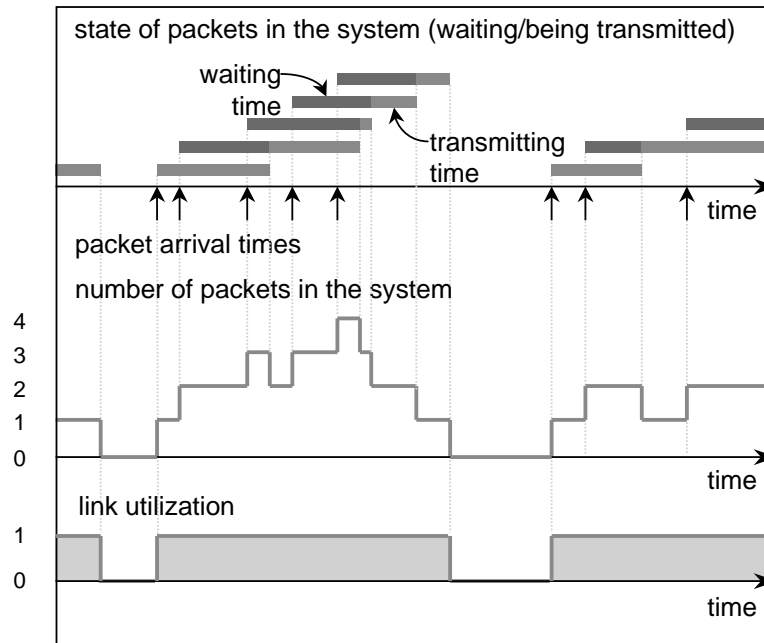 state of packets in the system (waiting/being transmitted)
waiting
time
transmitting
time
time
packet arrival times
number of packets in the system
4
3
2
1
0
time
link utilization
1
0
time